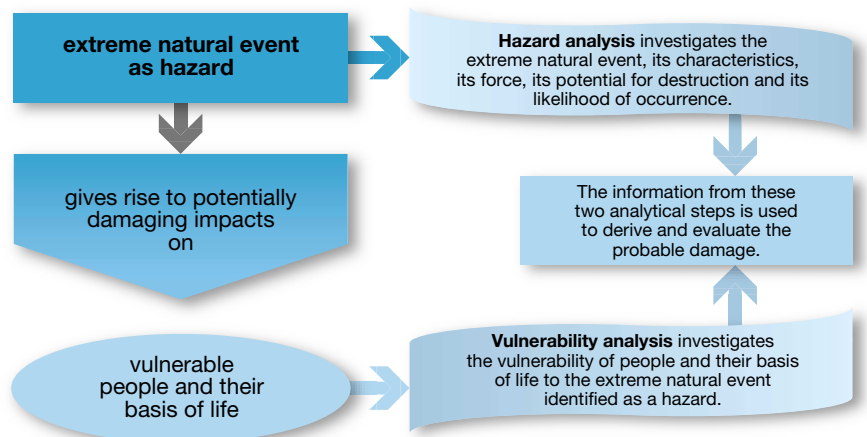 extreme natural event
as hazard
Hazard analysis investigates the
extreme natural event, its characteristics,
its force, its potential for destruction and its
likelihood of occurrence.
gives rise to potentially
damaging impacts
on
The information from these
two analytical steps is used
to derive and evaluate the
probable damage.
vulnerable
people and their
basis of life
Vulnerability analysis investigates
the vulnerability of people and their basis
of life to the extreme natural event
identified as a hazard.